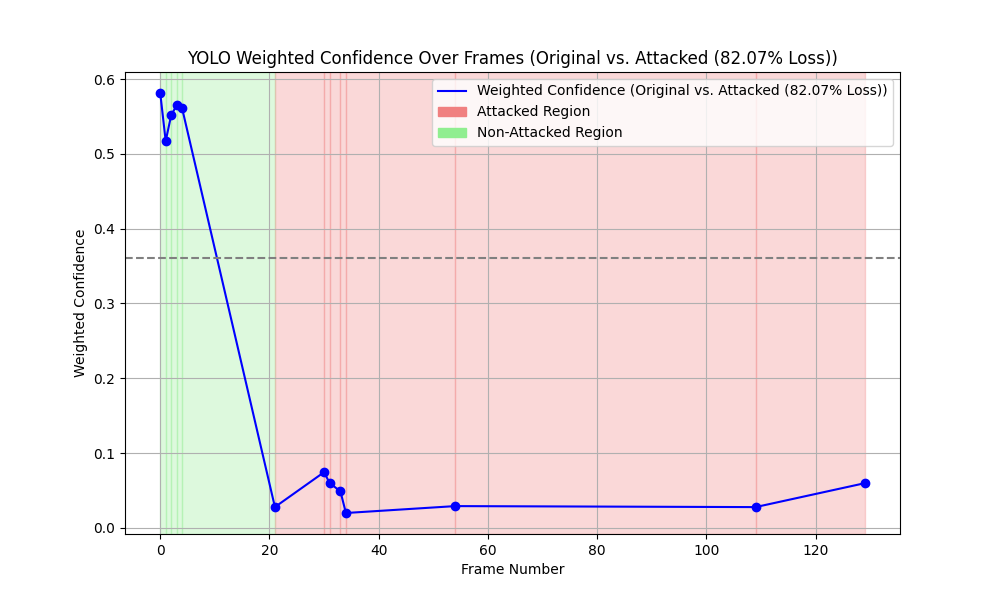 YOLO Weighted Confidence Over Frames (Original vs. Attacked (82.07% Loss))
Weighted Confidence (Original vs. Attacked (82.07% Loss))
Attacked Region
Non-Attacked Region
Weighted Confidence
0.6
0.5
0.4
0.3
0.2
0.1
0.0
0 20 40 60 80 100 120
Frame Number